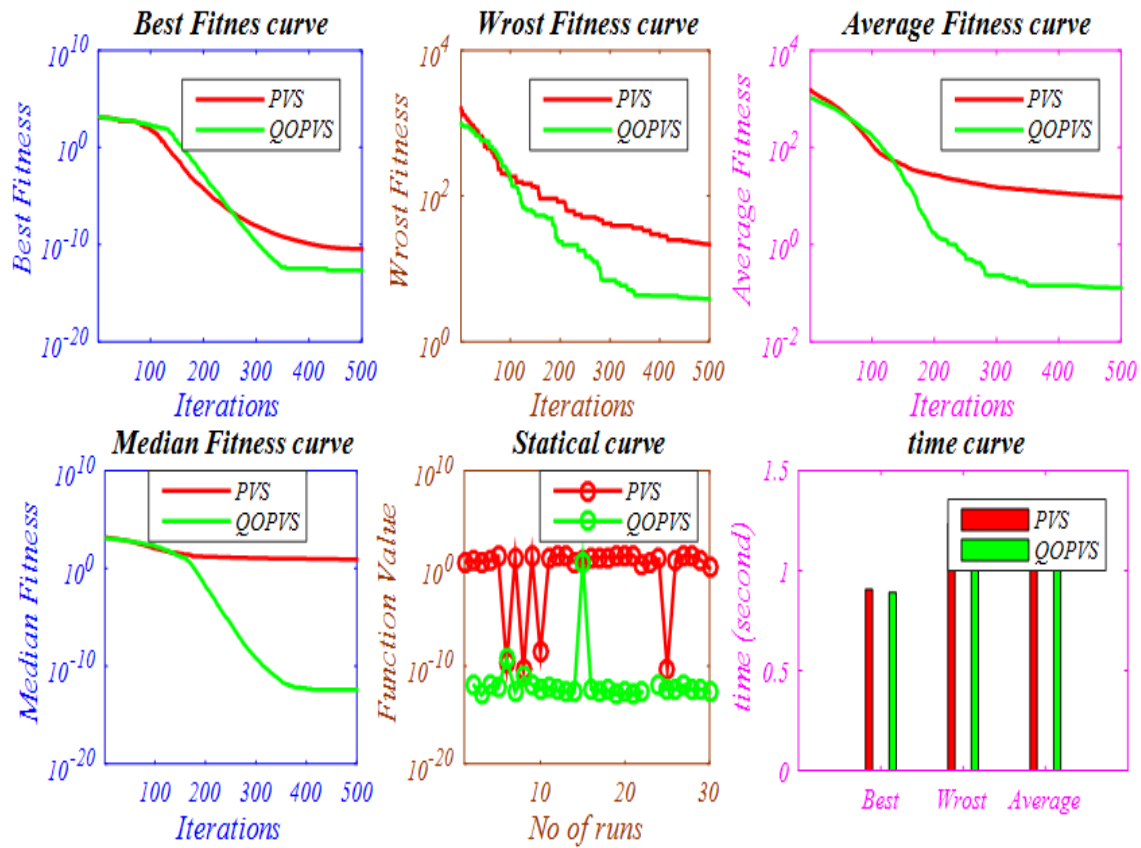 Best Fitnes curve
10^10
10^0
10^-10
10^-20
Best Fitness
PVS
QOPVS
100 200 300 400 500
Iterations
Wrost Fitness curve
10^4
10^2
10^0
Wrost Fitness
PVS
QOPVS
100 200 300 400 500
Iterations
Average Fitness curve
10^4
10^2
10^0
10^-2
Average Fitness
PVS
QOPVS
100 200 300 400 500
Iterations
Median Fitness curve
10^10
10^0
10^-10
10^-20
Median Fitness
PVS
QOPVS
100 200 300 400 500
Iterations
Statical curve
10^10
10^0
10^-10
10^-20
Function Value
PVS
QOPVS
10 20 30
No of runs
time curve
1.5
1
0.5
0
time (second)
PVS
QOPVS
Best Wrost Average